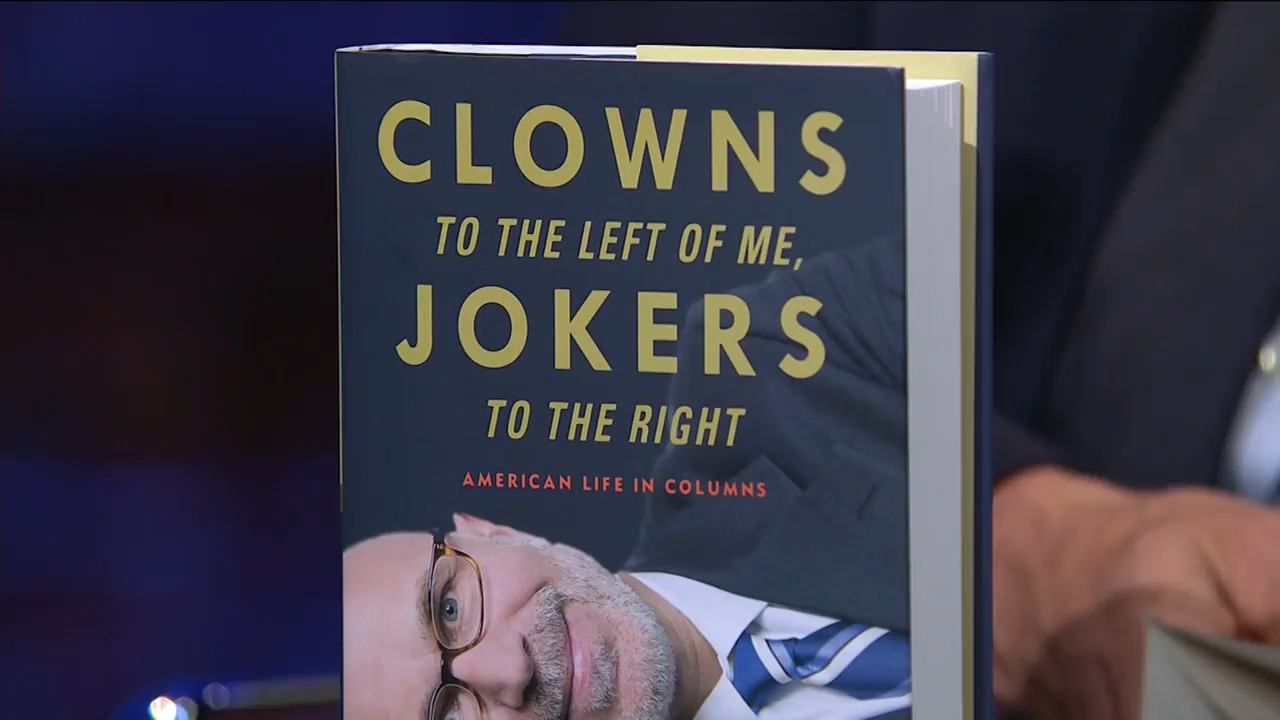 CLOWNS
TO THE LEFT OF ME,
JOKERS
TO THE RIGHT
AMERICAN LIFE IN COLUMNS